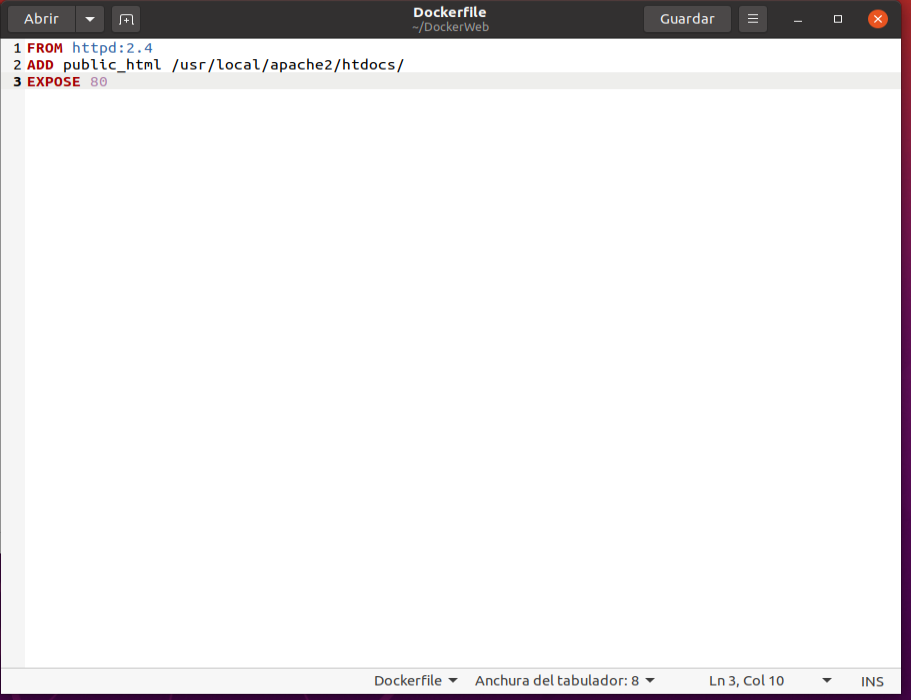 Abrir
Dockerfile
~/DockerWeb
Guardar
1 FROM httpd:2.4
2 ADD public_html /usr/local/apache2/htdocs/
3 EXPOSE 80
Dockerfile Anchura del tabulador: 8 Ln 3, Col 10 INS